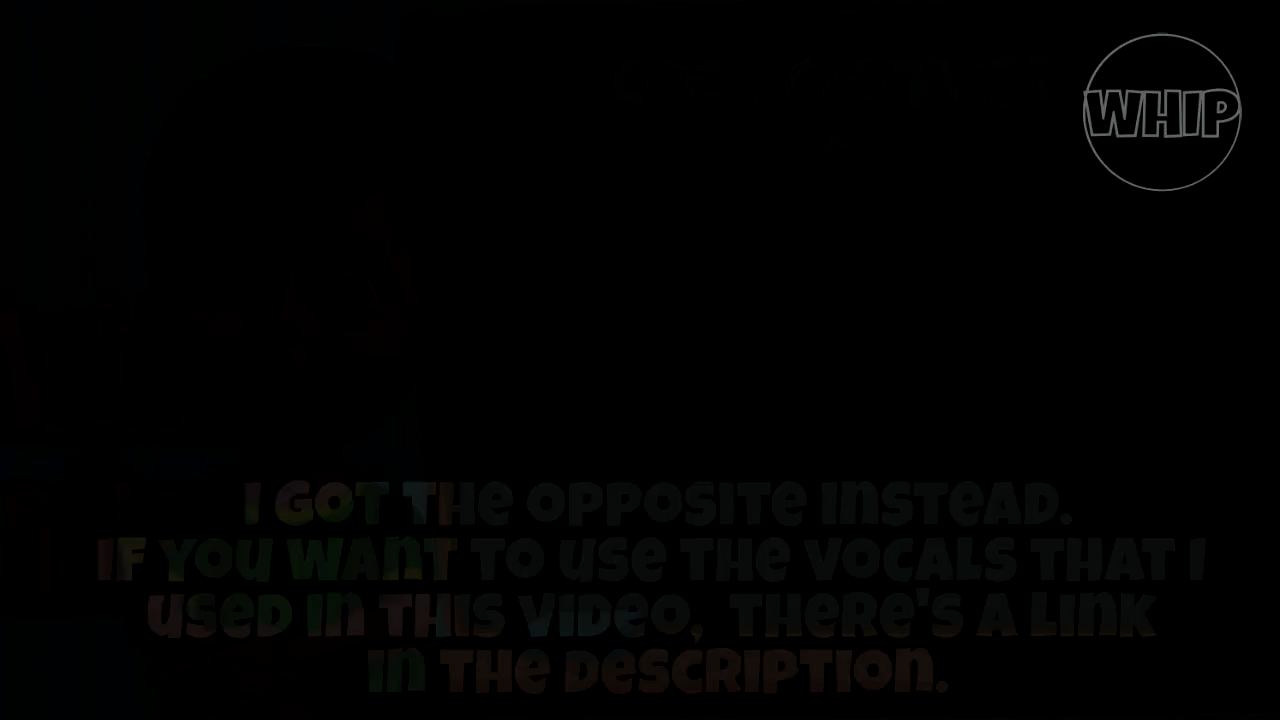 WHIP
I GOT THE OPPOSITE INSTEAD.
IF YOU WANT TO USE THE VOCALS THAT I
USED IN THIS VIDEO, THERE'S A LINK
IN THE DESCRIPTION.